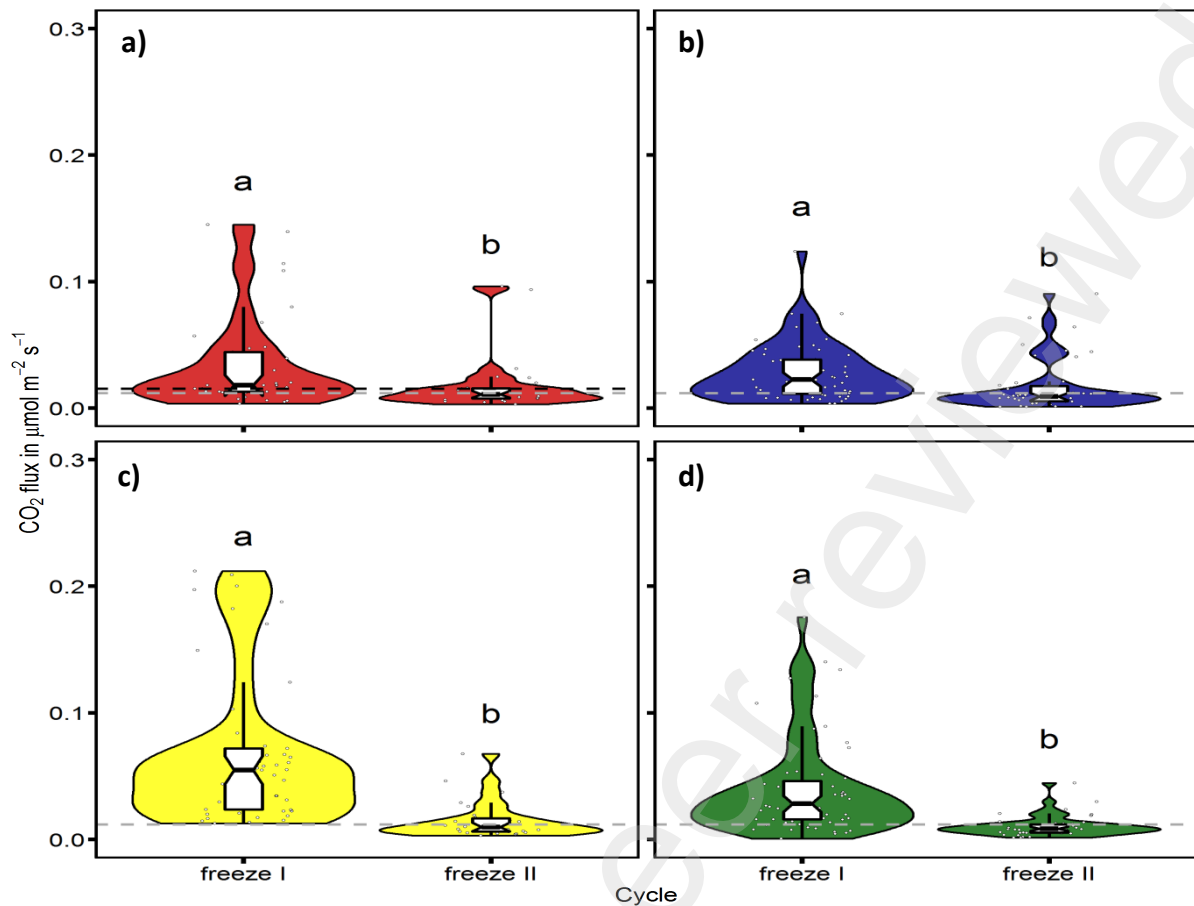 a)
b)
0.3
0.2
0.1
0.0
a
b
a
b
c)
d)
0.3
0.2
0.1
0.0
a
b
a
b
CO₂ flux in μmol m⁻² s⁻¹
freeze I
freeze II
freeze I
freeze II
Cycle
eer reviewed